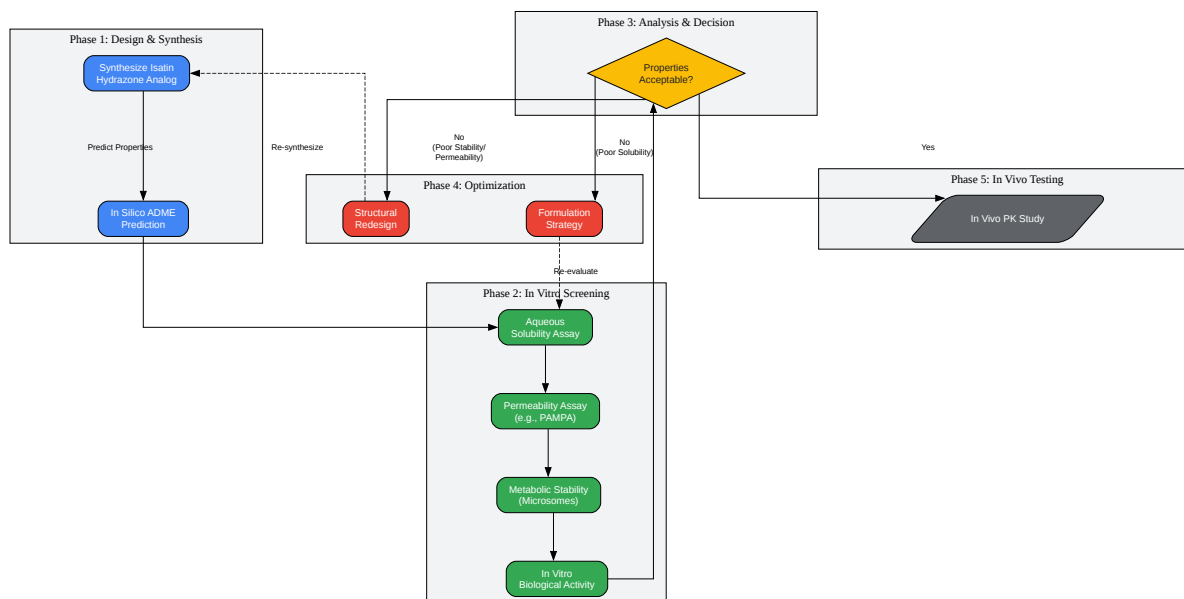 Phase 1: Design & Synthesis
Synthesize Isatin
Hydrazone Analog
Predict Properties
In Silico ADME
Prediction
Re-synthesize
Phase 3: Analysis & Decision
Properties
Acceptable?
No
(Poor Stability/
Permeability)
No
(Poor Solubility)
Yes
Phase 4: Optimization
Structural
Redesign
Formulation
Strategy
Re-evaluate
Phase 5: In Vivo Testing
In Vivo PK Study
Phase 2: In Vitro Screening
Aqueous
Solubility Assay
Permeability Assay
(e.g., PAMPA)
Metabolic Stability
(Microsomes)
In Vitro
Biological Activity